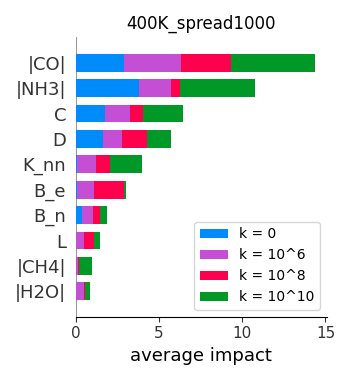 400K_spread1000
|CO|
|NH3|
C
D
K_nn
B_e
B_n
L
|CH4|
|H2O|
k = 0
k = 10^6
k = 10^8
k = 10^10
0 5 10 15
average impact